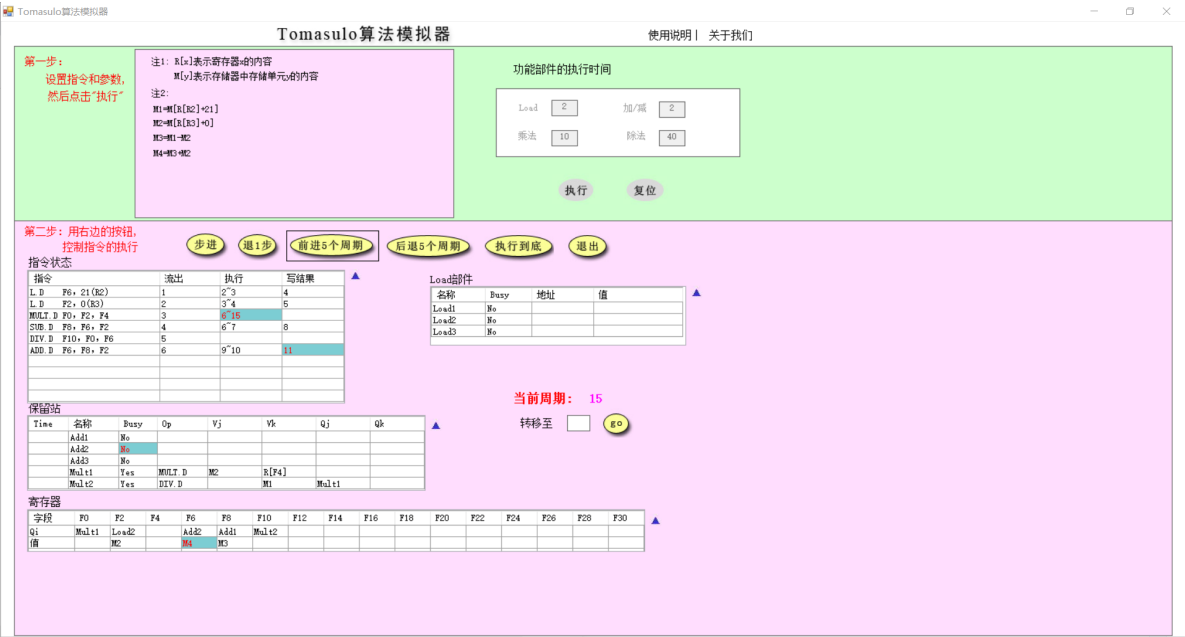 Tomasulo算法模拟器
Tomasulo算法模拟器
使用说明| 关于我们
第一步:
设置指令和参数,
然后点击"执行"
注1: R[x]表示寄存器x的内容
M[y]表示存储器中存储单元y的内容
注2:
M1=M[R[R2]+21]
M2=M[R[R3]+0]
M3=M1-M2
M4=M3+M2
功能部件的执行时间
Load 2 加/减 2
乘法 10 除法 40
执行 复位
第二步: 用右边的按钮,
控制指令的执行
步进 退1步 前进5个周期 后退5个周期 执行到底 退出
指令状态
指令 流出 执行 写结果
L.D F6, 21(R2) 1 2~3 4
L.D F2, 0(R3) 2 3~4 5
MULT.D F0, F2, F4 3 6~15
SUB.D F8, F6, F2 4 6~7 8
DIV.D F10, F0, F6 5
ADD.D F6, F8, F2 6 9~10 11
Load部件
名称 Busy 地址 值
Load1 No
Load2 No
Load3 No
当前周期: 15
转移至 go
保留站
Time 名称 Busy Op Vj Vk Qj Qk
Add1 No
Add2 No
Add3 No
Mult1 Yes MULT.D M2 R[F4]
Mult2 Yes DIV.D M1 Mult1
寄存器
字段 F0 F2 F4 F6 F8 F10 F12 F14 F16 F18 F20 F22 F24 F26 F28 F30
Qi Mult1 Load2 Add2 Add1 Mult2
值 M2 M4 M3